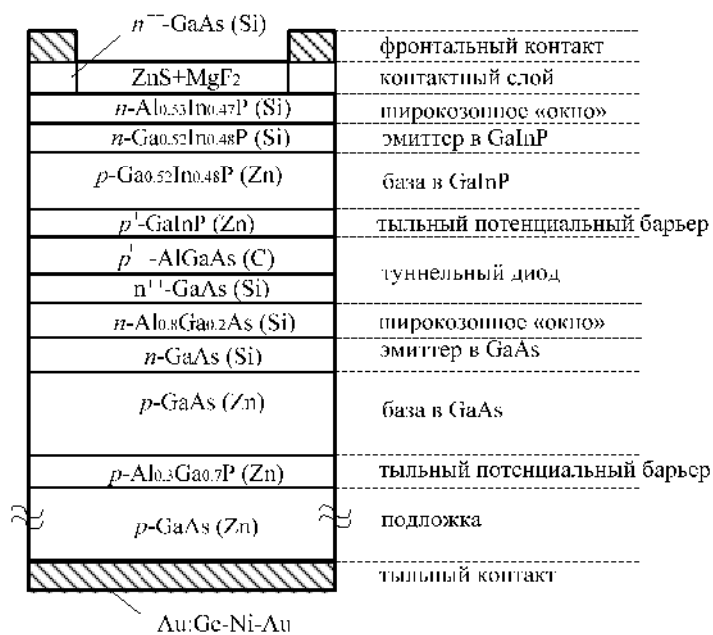 n⁺⁺-GaAs (Si)
фронтальный контакт
ZnS+MgF2
контактный слой
n-Al0.53In0.47P (Si)
широкозонное «окно»
n-Ga0.52In0.48P (Si)
эмиттер в GaInP
p-Ga0.52In0.48P (Zn)
база в GaInP
p⁺-GaInP (Zn)
тыльный потенциальный барьер
p⁺-AlGaAs (C)
туннельный диод
n⁺⁺-GaAs (Si)
n-Al0.8Ga0.2As (Si)
широкозонное «окно»
n-GaAs (Si)
эмиттер в GaAs
p-GaAs (Zn)
база в GaAs
p-Al0.3Ga0.7P (Zn)
тыльный потенциальный барьер
p-GaAs (Zn)
подложка
тыльный контакт
Au:Ge-Ni-Au